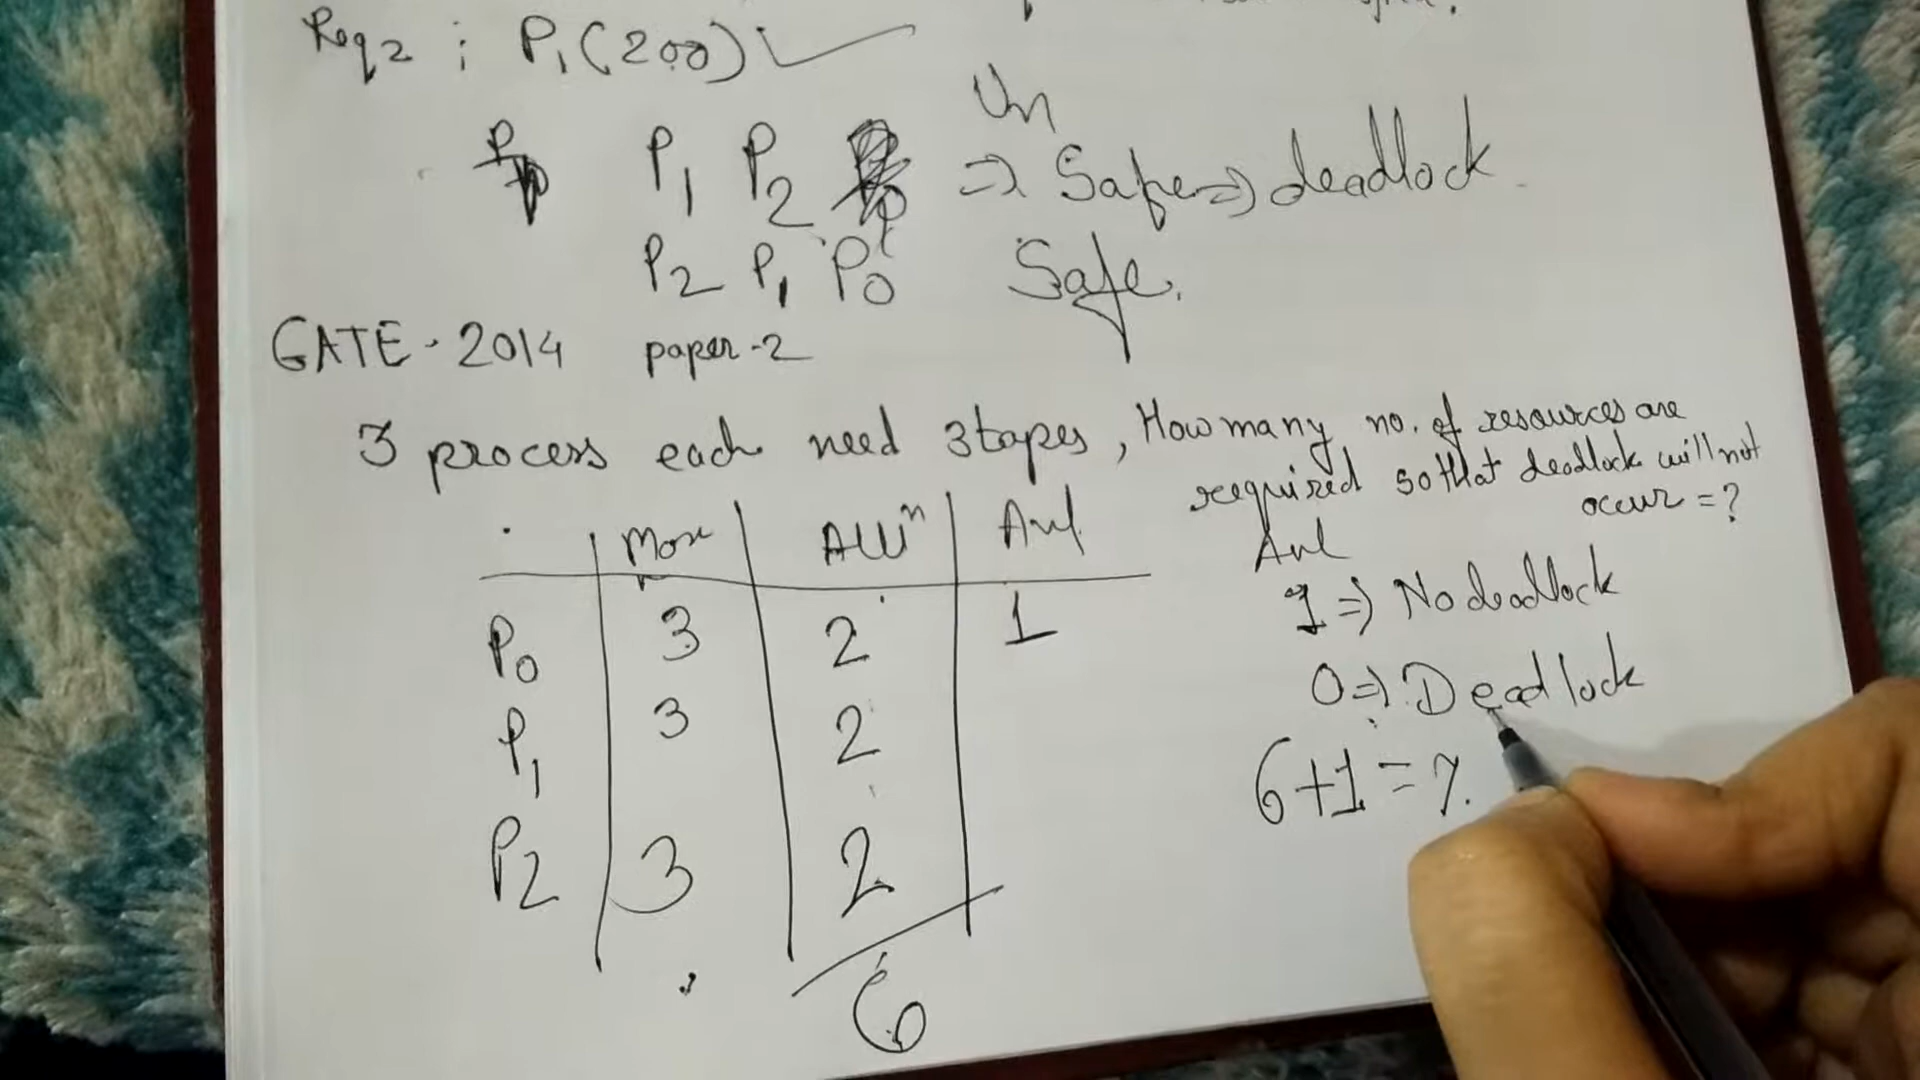 Req2 : P1(200) ✓
P1 P2 => Un Safe => deadlock
P2 P1 P0 Safe.
GATE - 2014 paper - 2
3 process each need 3 tapes, How many no. of resources are
required so that deadlock will not
occur = ?
Max Allⁿ Avl
Avl
P0 3 2 1
1 => No deadlock
P1 3 2
0 => Deadlock
6+1 = 7.
P2 3 2
6